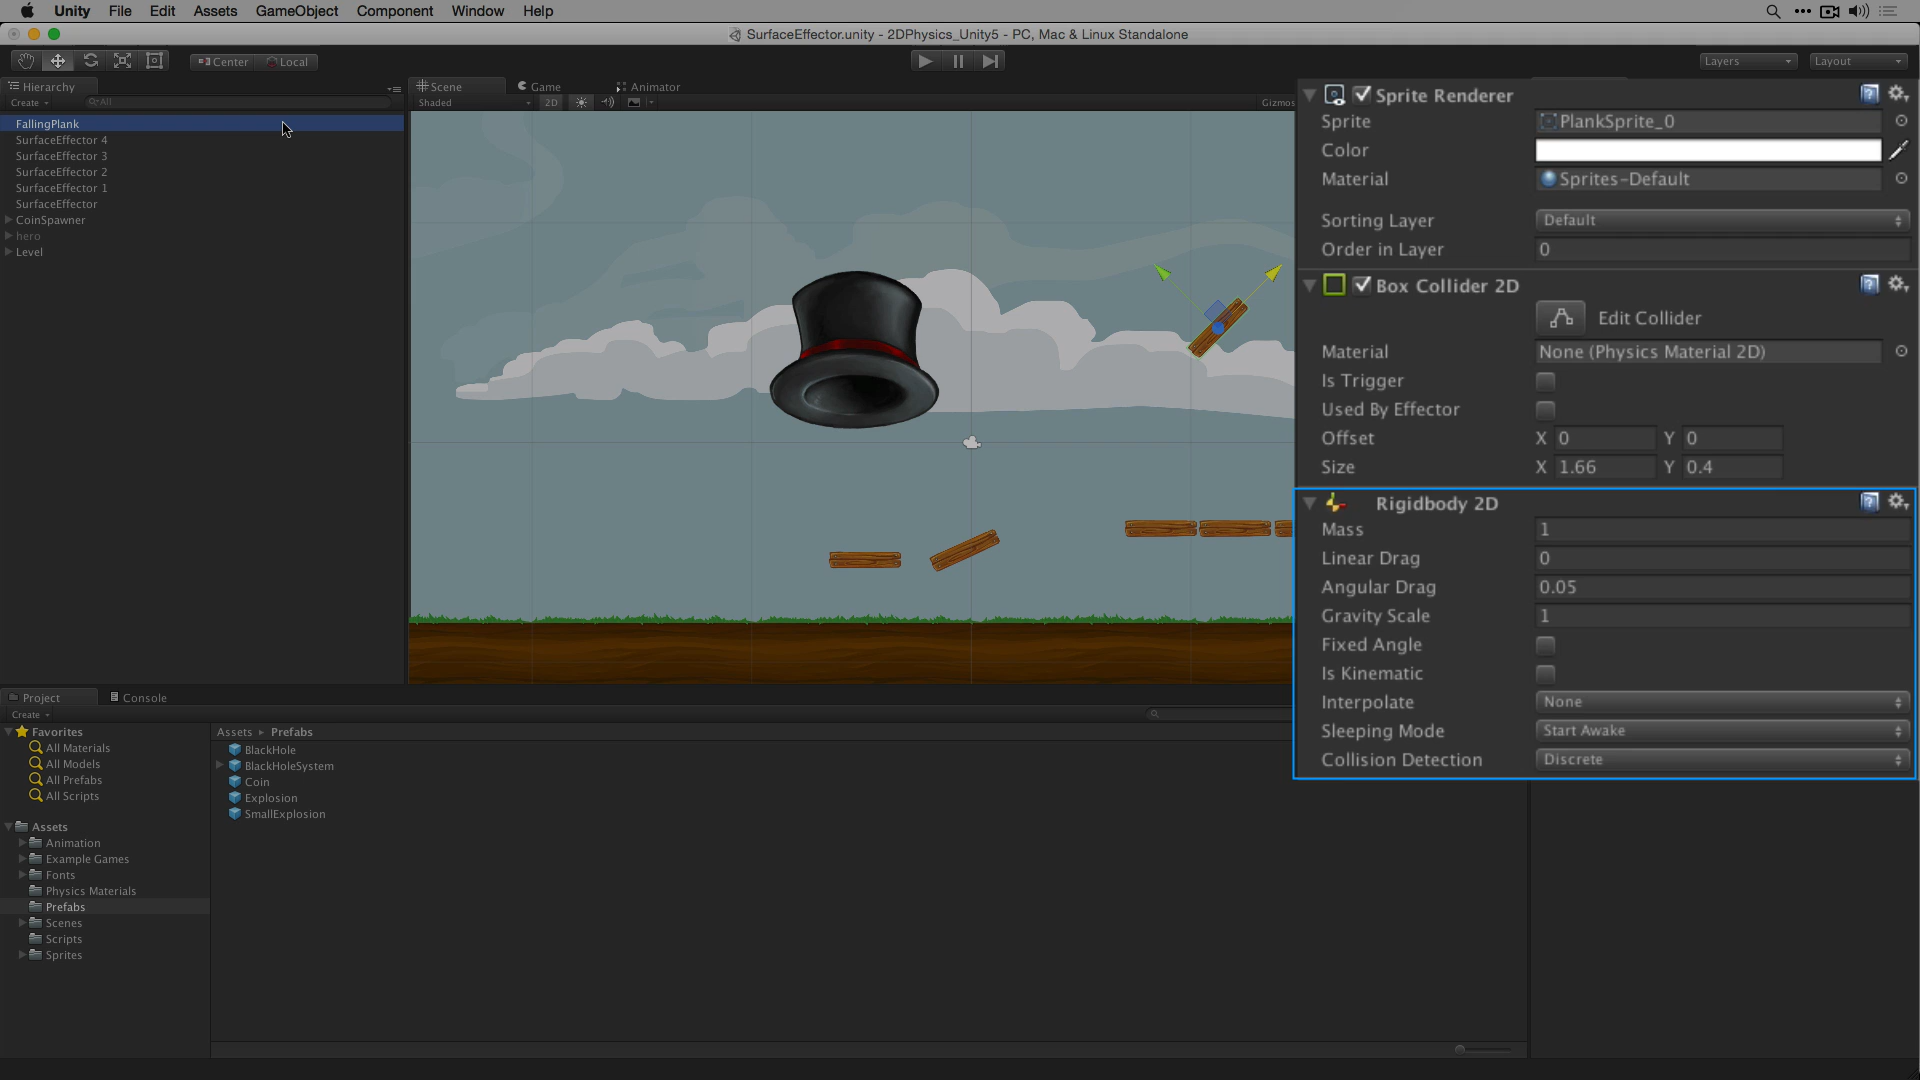 Unity File Edit Assets GameObject Component Window Help
SurfaceEffector.unity - 2DPhysics_Unity5 - PC, Mac & Linux Standalone
Center Local
Layers Layout
Hierarchy
Create All
FallingPlank
SurfaceEffector 4
SurfaceEffector 3
SurfaceEffector 2
SurfaceEffector 1
SurfaceEffector
CoinSpawner
hero
Level
Scene Game Animator
Shaded 2D Gizmos
Sprite Renderer
Sprite PlankSprite_0
Color
Material Sprites-Default
Sorting Layer Default
Order in Layer 0
Box Collider 2D
Edit Collider
Material None (Physics Material 2D)
Is Trigger
Used By Effector
Offset X 0 Y 0
Size X 1.66 Y 0.4
Rigidbody 2D
Mass 1
Linear Drag 0
Angular Drag 0.05
Gravity Scale 1
Fixed Angle
Is Kinematic
Interpolate None
Sleeping Mode Start Awake
Collision Detection Discrete
Project Console
Create
Favorites
All Materials
All Models
All Prefabs
All Scripts
Assets
Animation
Example Games
Fonts
Physics Materials
Prefabs
Scenes
Scripts
Sprites
Assets Prefabs
BlackHole
BlackHoleSystem
Coin
Explosion
SmallExplosion